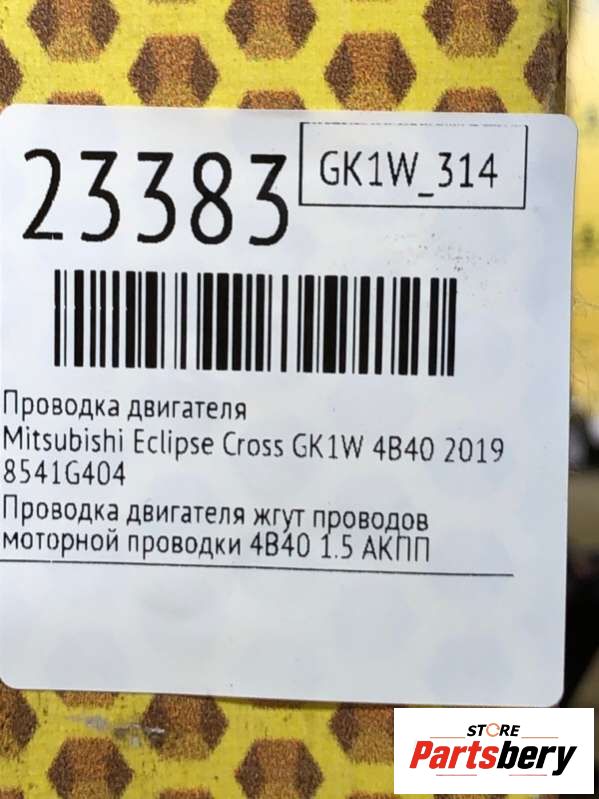 23383
GK1W_314
Проводка двигателя
Mitsubishi Eclipse Cross GK1W 4B40 2019
8541G404
Проводка двигателя жгут проводов
моторной проводки 4B40 1.5 АКПП
STORE
Partsbery